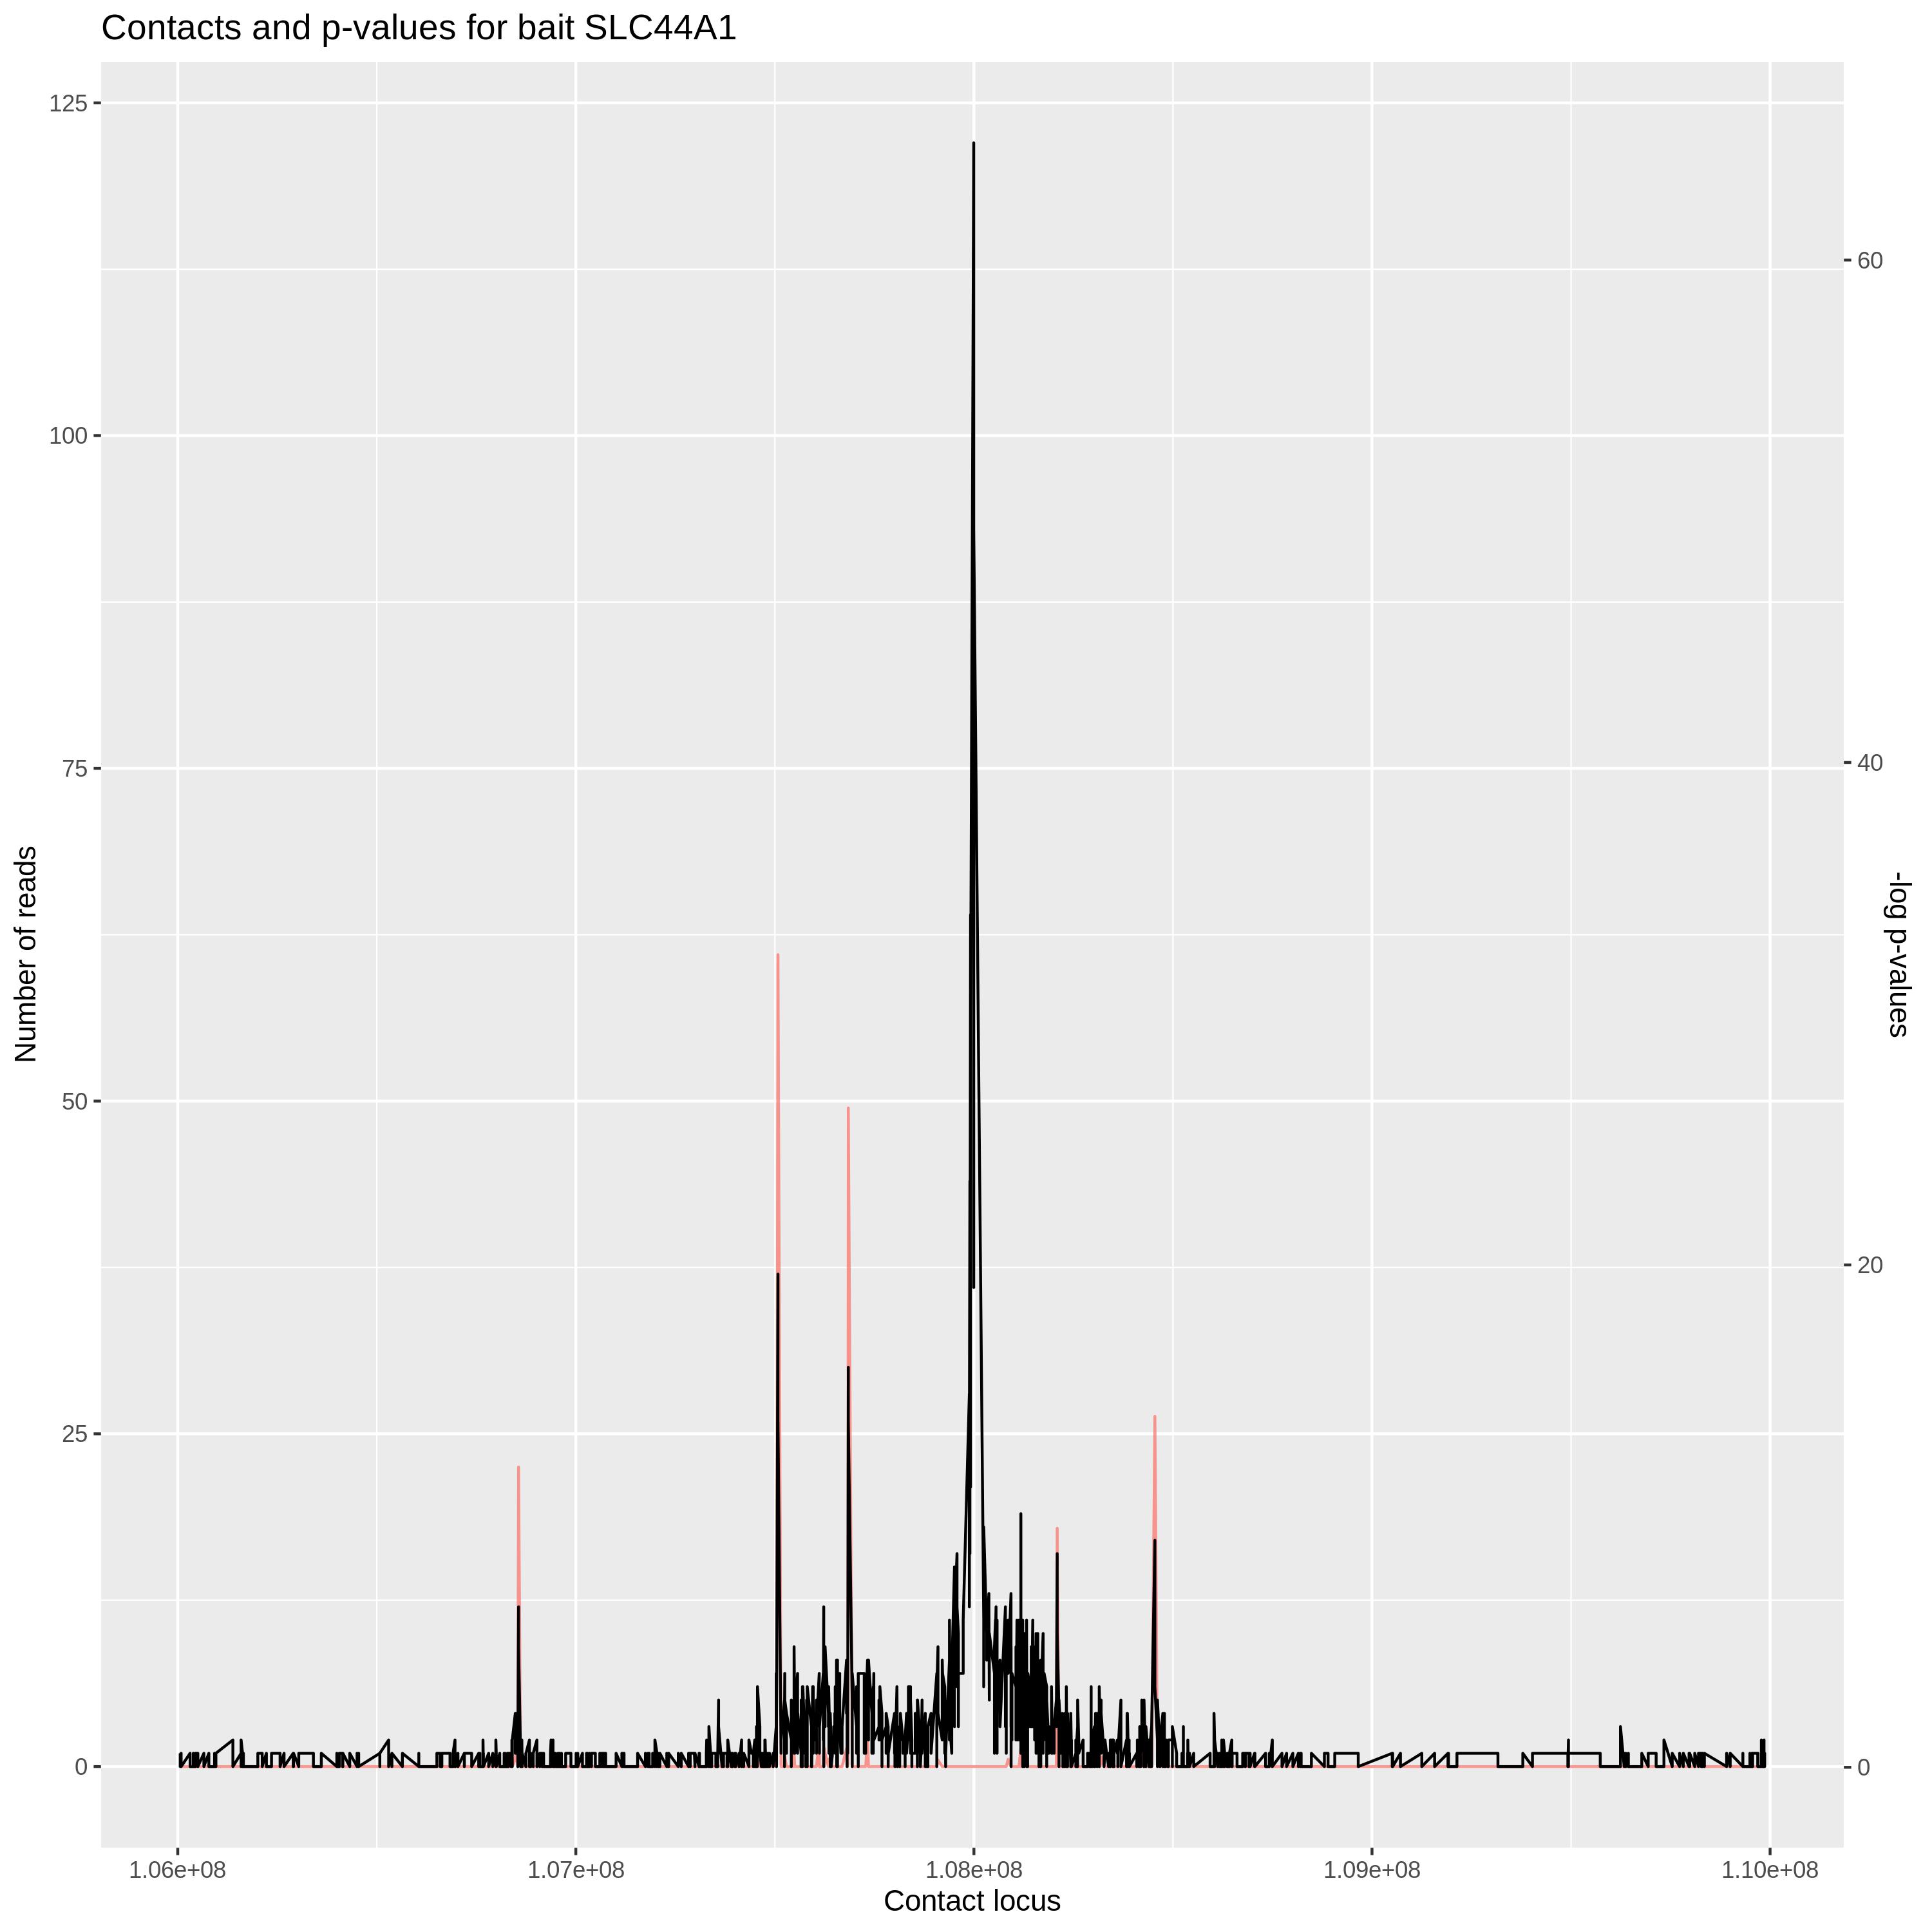 Contacts and p-values for bait SLC44A1
125
100
75
50
25
0
Number of reads
60
40
20
0
-log p-values
1.06e+08
1.07e+08
1.08e+08
1.09e+08
1.10e+08
Contact locus